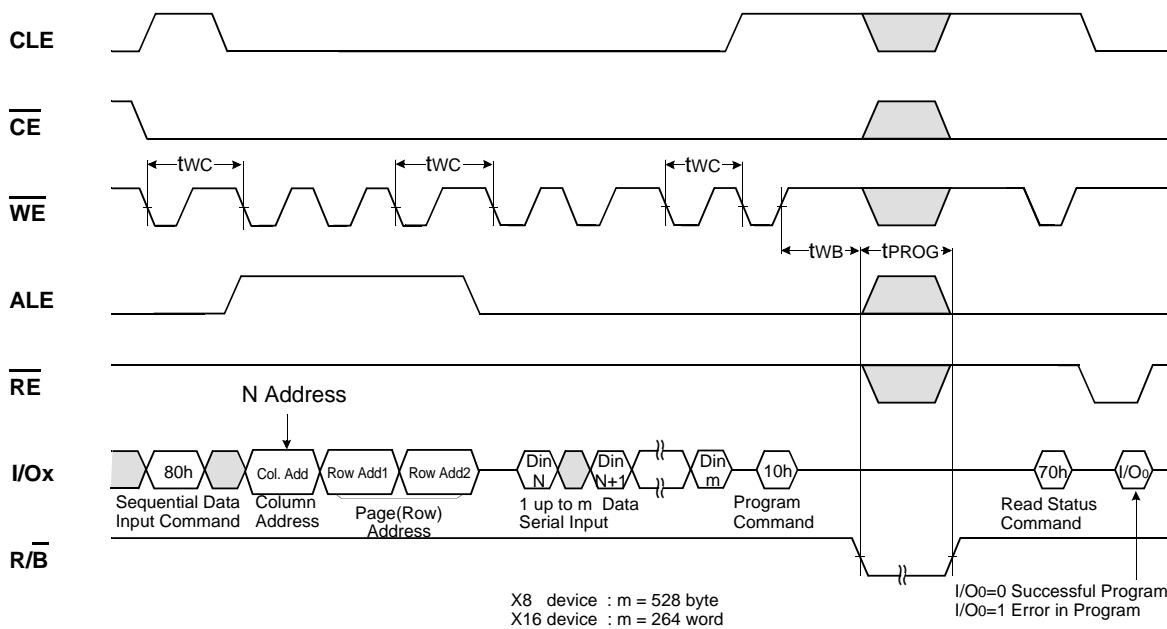 CLE
CE
tWC tWC tWC
WE
tWB tPROG
ALE
RE
N Address
I/Ox
80h Col. Add Row Add1 Row Add2 Din N Din N+1 Din m 10h 70h I/O0
Sequential Data Input Command
Column Address
Page(Row) Address
1 up to m Data Serial Input
Program Command
Read Status Command
R/B
X8 device : m = 528 byte
X16 device : m = 264 word
I/O0=0 Successful Program
I/O0=1 Error in Program